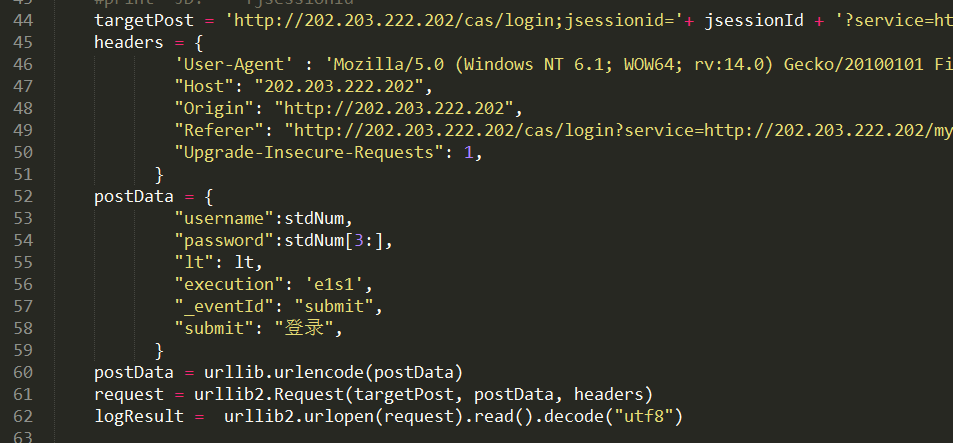 44 targetPost = 'http://202.203.222.202/cas/login;jsessionid='+ jsessionId + '?service=ht
45 headers = {
46 'User-Agent' : 'Mozilla/5.0 (Windows NT 6.1; WOW64; rv:14.0) Gecko/20100101 Fi
47 "Host": "202.203.222.202",
48 "Origin": "http://202.203.222.202",
49 "Referer": "http://202.203.222.202/cas/login?service=http://202.203.222.202/my
50 "Upgrade-Insecure-Requests": 1,
51 }
52 postData = {
53 "username":stdNum,
54 "password":stdNum[3:],
55 "lt": lt,
56 "execution": 'e1s1',
57 "_eventId": "submit",
58 "submit": "登录",
59 }
60 postData = urllib.urlencode(postData)
61 request = urllib2.Request(targetPost, postData, headers)
62 logResult =  urllib2.urlopen(request).read().decode("utf8")
63